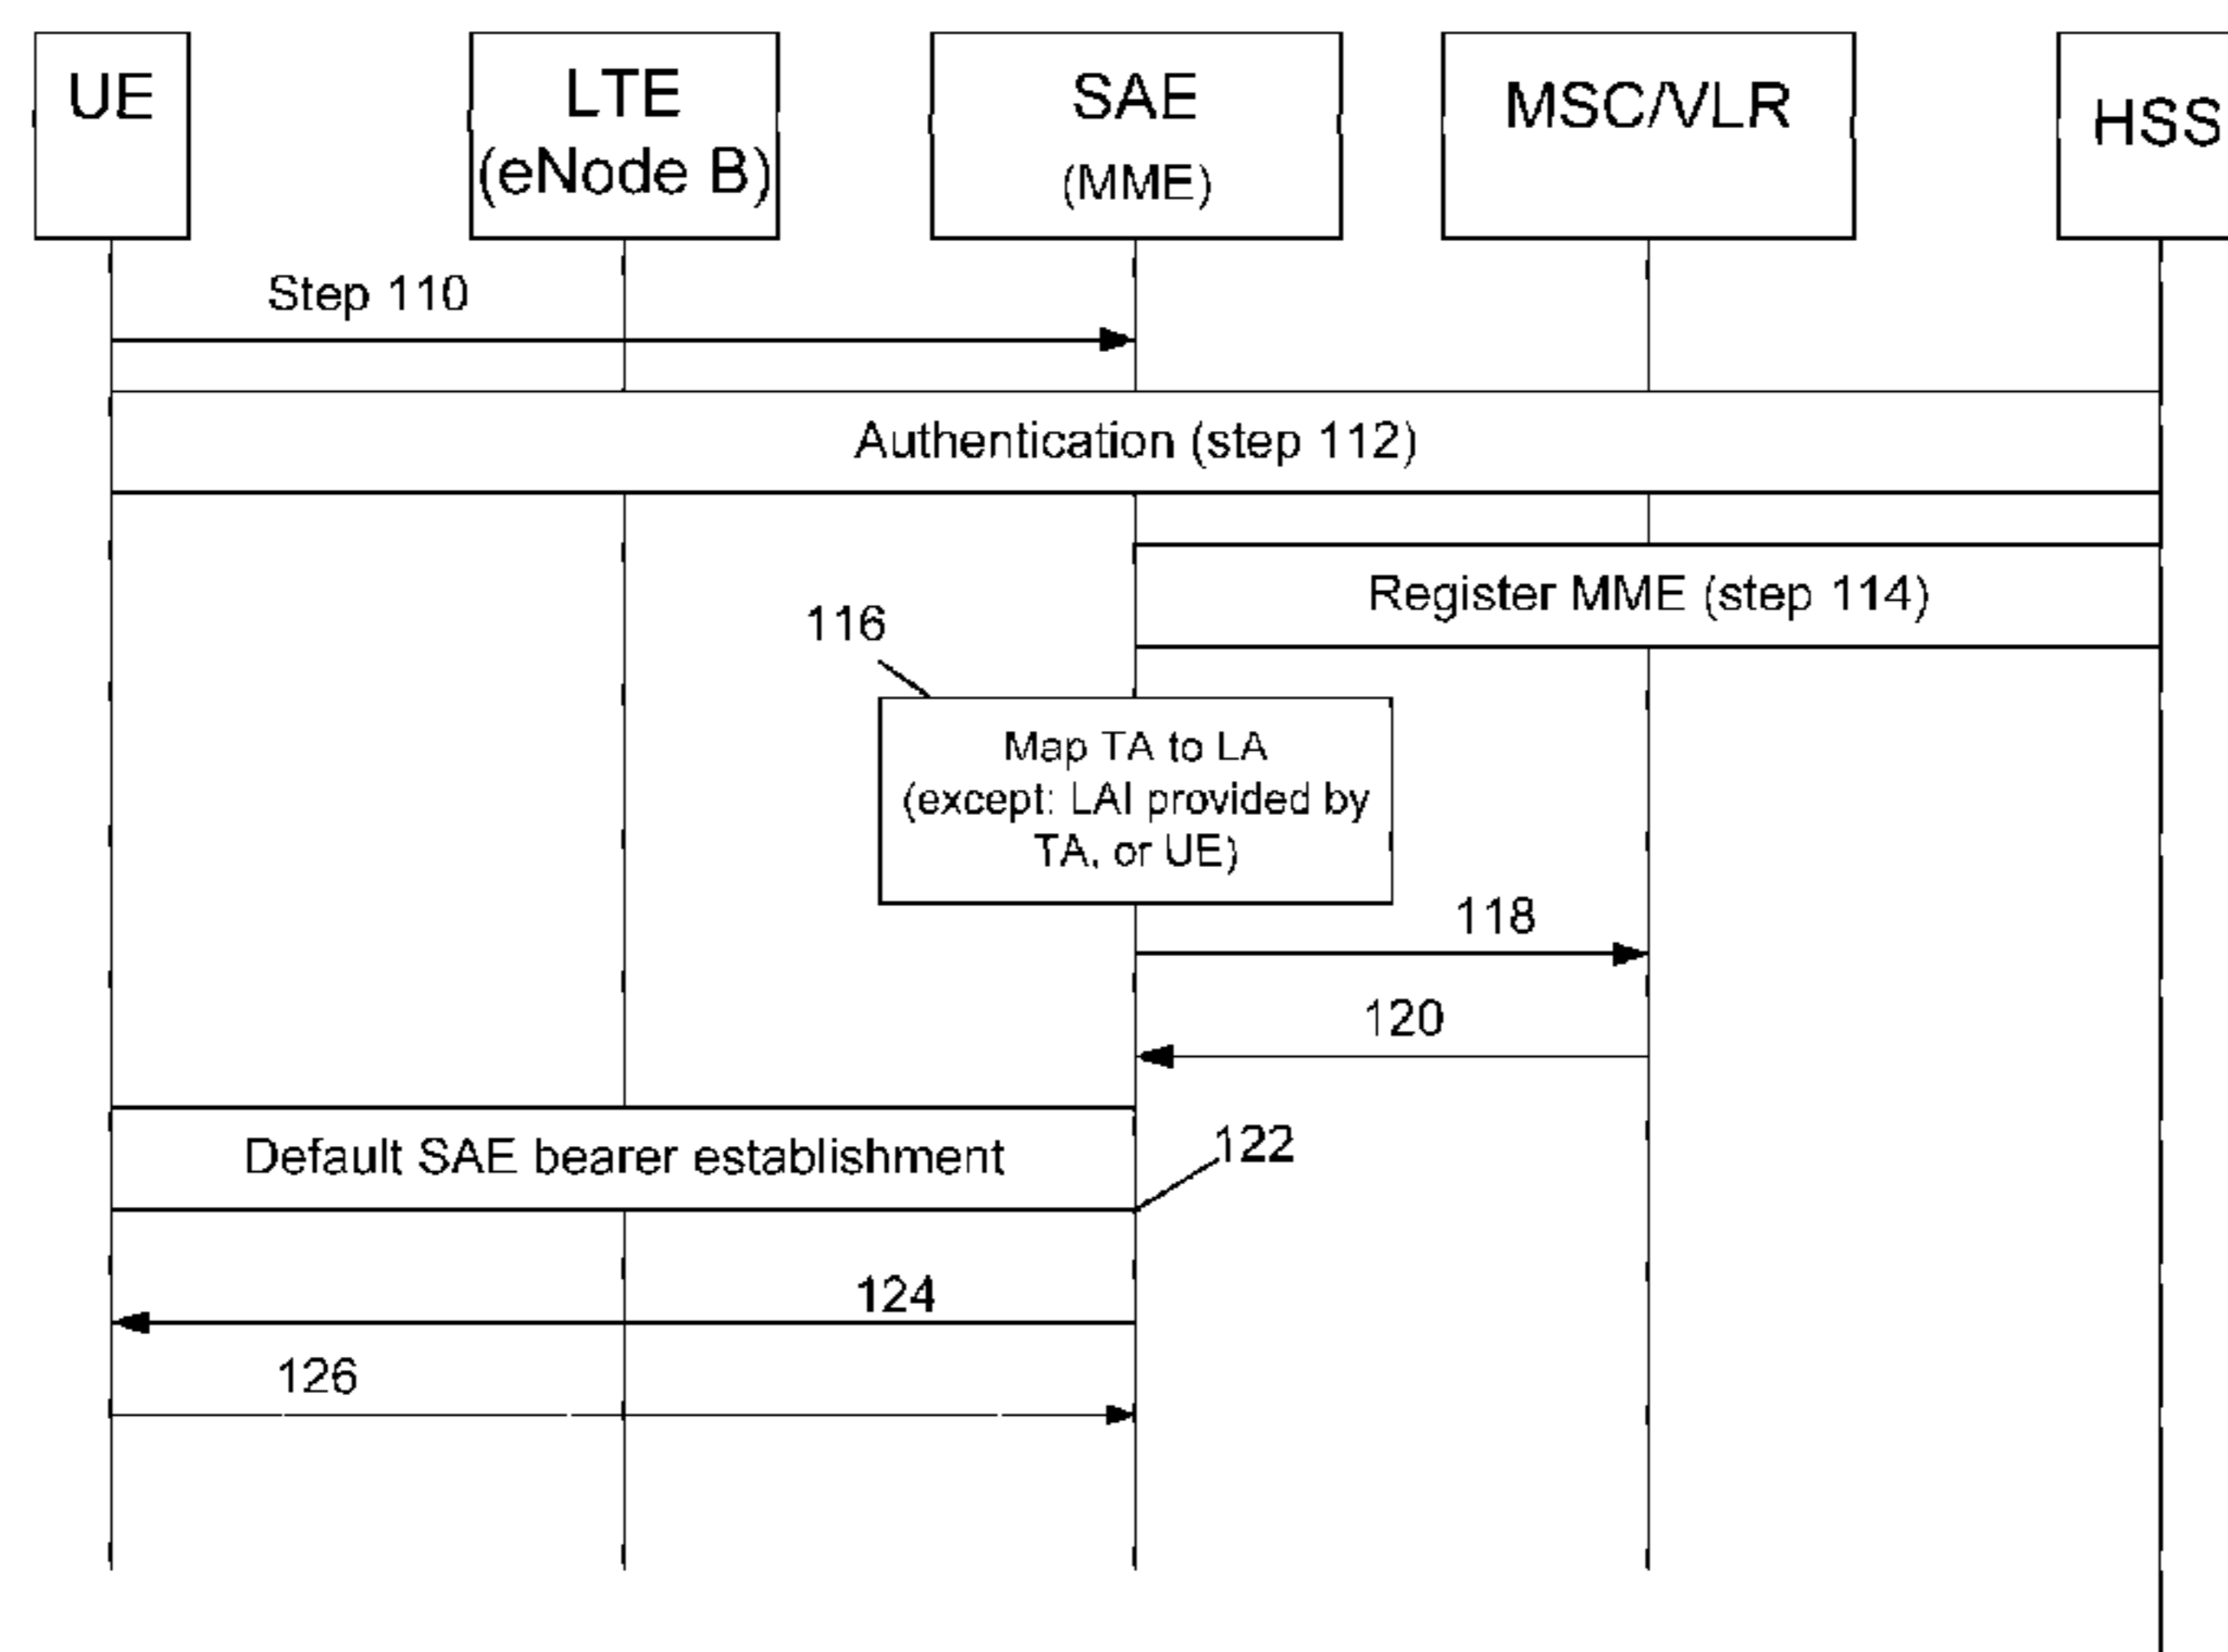 UE
LTE
(eNode B)
SAE
(MME)
MSC/VLR
HSS
Step 110
Authentication (step 112)
Register MME (step 114)
116
Map TA to LA
(except: LAI provided by
TA, or UE)
118
120
Default SAE bearer establishment
122
124
126